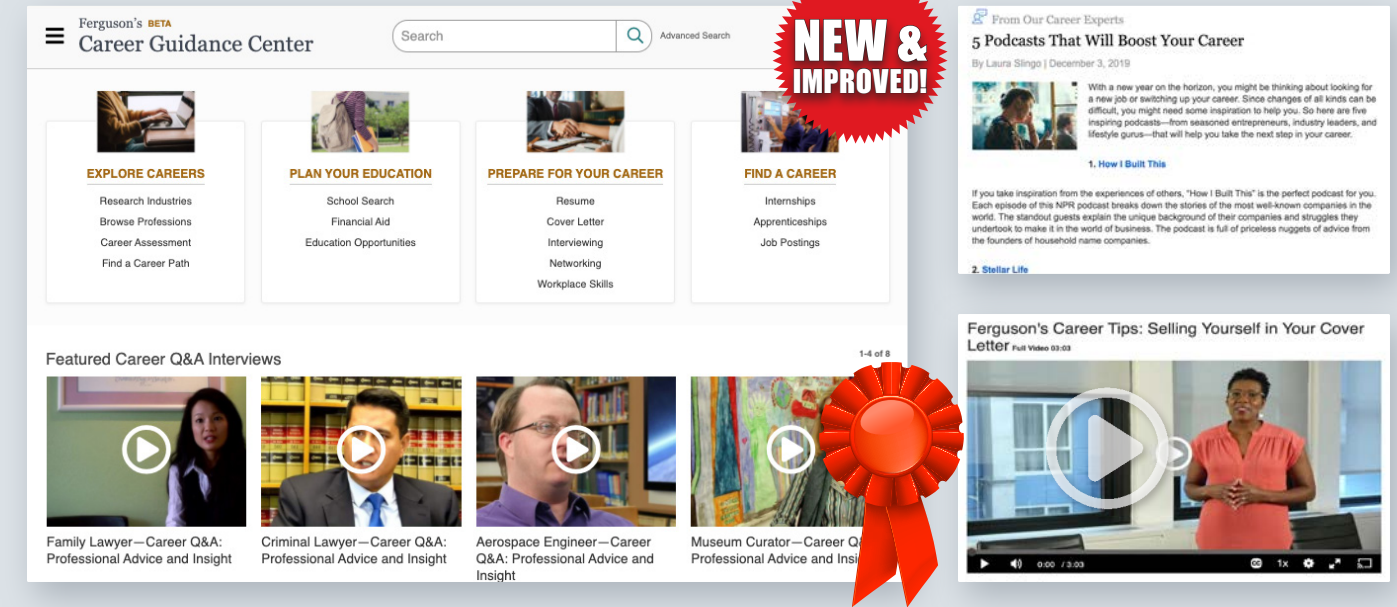 Ferguson's BETA
Career Guidance Center
Search
Advanced Search
NEW &
IMPROVED!
EXPLORE CAREERS
Research Industries
Browse Professions
Career Assessment
Find a Career Path
PLAN YOUR EDUCATION
School Search
Financial Aid
Education Opportunities
PREPARE FOR YOUR CAREER
Resume
Cover Letter
Interviewing
Networking
Workplace Skills
FIND A CAREER
Internships
Apprenticeships
Job Postings
Featured Career Q&A Interviews
1-4 of 8
Family Lawyer—Career Q&A:
Professional Advice and Insight
Criminal Lawyer—Career Q&A:
Professional Advice and Insight
Aerospace Engineer—Career
Q&A: Professional Advice and
Insight
Museum Curator—Career Q&
Professional Advice and Insi
From Our Career Experts
5 Podcasts That Will Boost Your Career
By Laura Slingo | December 3, 2019
With a new year on the horizon, you might be thinking about looking for
a new job or switching up your career. Since changes of all kinds can be
difficult, you might need some inspiration to help you. So here are five
inspiring podcasts—from seasoned entrepreneurs, industry leaders, and
lifestyle gurus—that will help you take the next step in your career.
1. How I Built This
If you take inspiration from the experiences of others, "How I Built This" is the perfect podcast for you.
Each episode of this NPR podcast breaks down the stories of the most well-known companies in the
world. The standout guests explain the unique background of their companies and struggles they
undertook to make it in the world of business. The podcast is full of priceless nuggets of advice from
the founders of household name companies.
2. Stellar Life
Ferguson's Career Tips: Selling Yourself in Your Cover
Letter Full Video 03:03
0:00 / 3:03
CC
1x